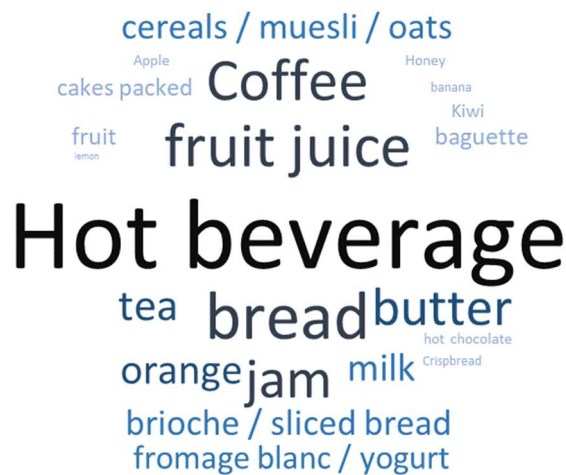 cereals / muesli / oats
Apple
Coffee
Honey
cakes packed
banana
Kiwi
fruit
fruit juice
baguette
lemon
Hot beverage
tea
bread
butter
hot chocolate
orange
jam
milk
Crispbread
brioche / sliced bread
fromage blanc / yogurt